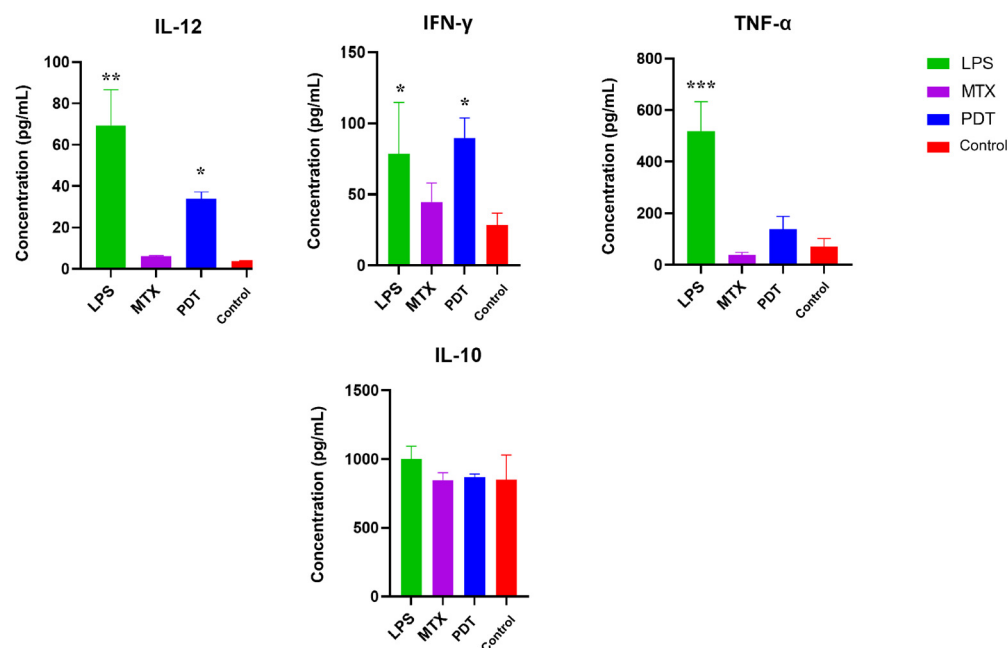 IL-12
Concentration (pg/mL)
100
80
60
40
20
0
**
*
LPS
MTX
PDT
Control
IFN-γ
Concentration (pg/mL)
150
100
50
0
*
*
LPS
MTX
PDT
Control
TNF-α
Concentration (pg/mL)
800
600
400
200
0
***
LPS
MTX
PDT
Control
LPS
MTX
PDT
Control
IL-10
Concentration (pg/mL)
1500
1000
500
0
LPS
MTX
PDT
Control